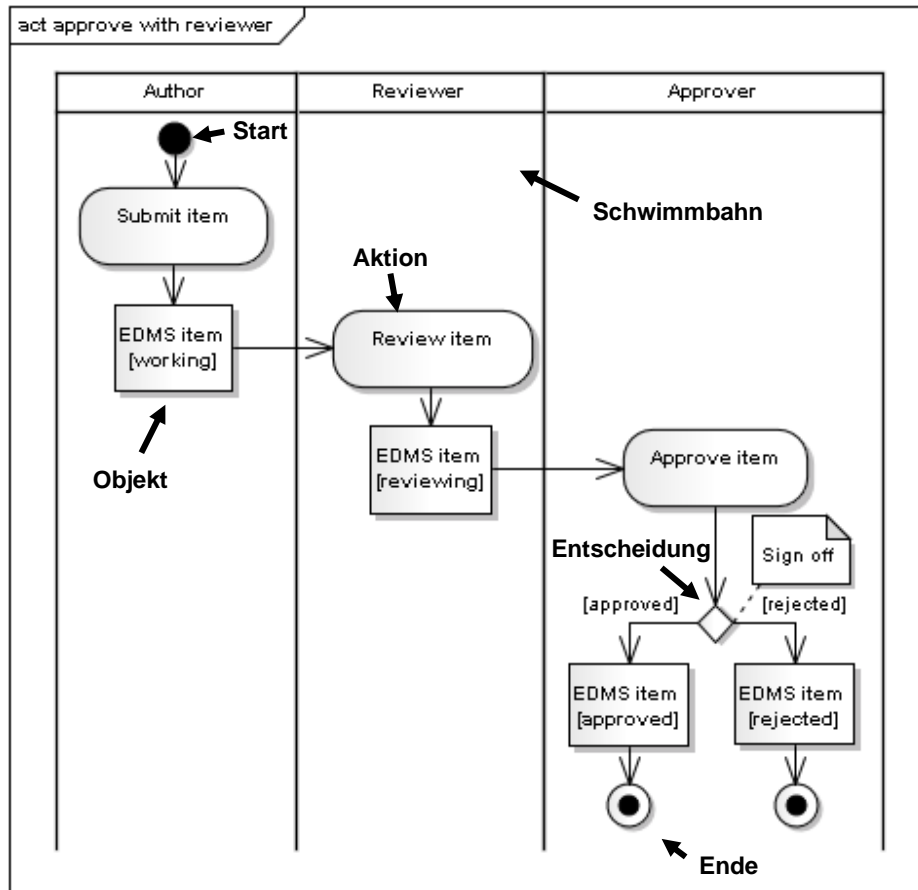 act approve with reviewer
Author
Reviewer
Approver
Start
Submit item
Schwimmbahn
Aktion
EDMS item
[working]
Review item
Objekt
EDMS item
[reviewing]
Approve item
Entscheidung
Sign off
[approved]
[rejected]
EDMS item
[approved]
EDMS item
[rejected]
Ende